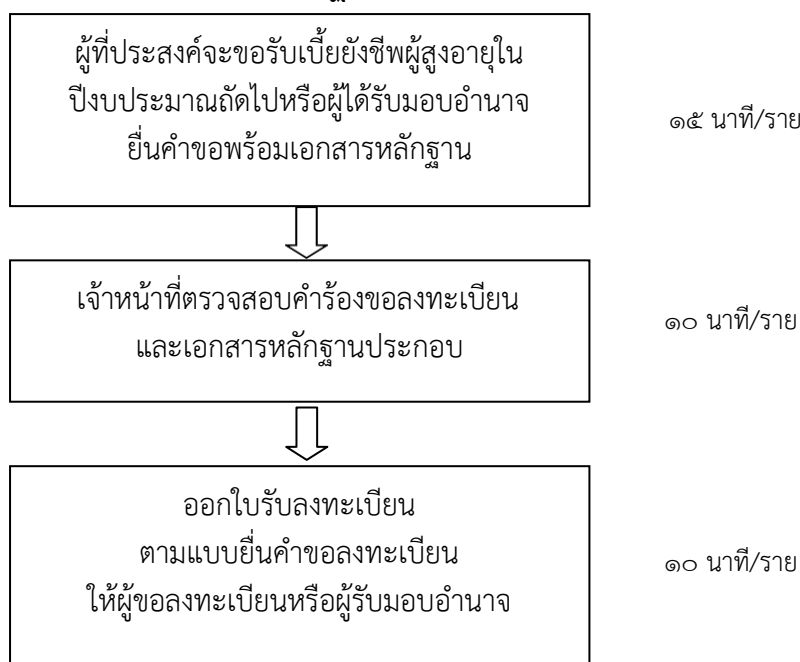 ผู้ที่ประสงค์จะขอรับเบี้ยยังชีพผู้สูงอายุใน
ปีงบประมาณถัดไปหรือผู้ได้รับมอบอำนาจ
ยื่นคำขอพร้อมเอกสารหลักฐาน
๑๕ นาที/ราย
เจ้าหน้าที่ตรวจสอบคำร้องขอลงทะเบียน
และเอกสารหลักฐานประกอบ
๑๐ นาที/ราย
ออกใบรับลงทะเบียน
ตามแบบยื่นคำขอลงทะเบียน
ให้ผู้ขอลงทะเบียนหรือผู้รับมอบอำนาจ
๑๐ นาที/ราย